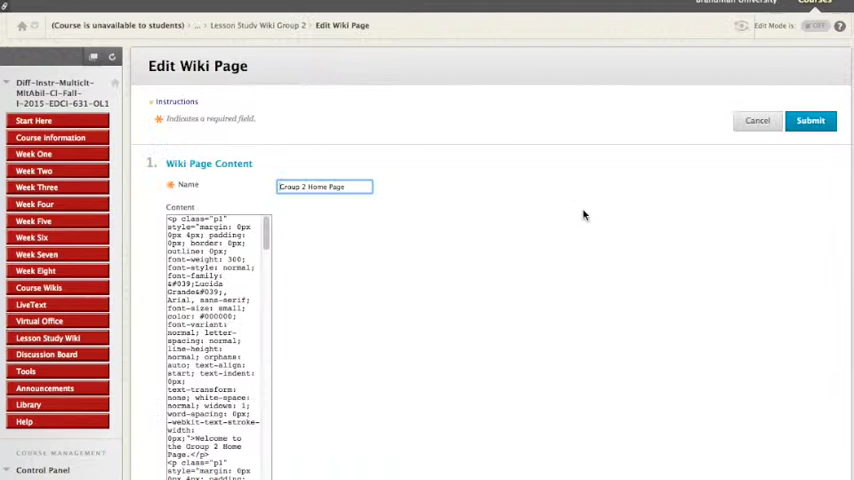 Brandman University
Courses
(Course is unavailable to students) > ... > Lesson Study Wiki Group 2 > Edit Wiki Page
Edit Mode is: OFF ?
Diff-Instr-Multiclt-
MltAbil-CI-Fall-
I-2015-EDCI-631-OL1
Start Here
Course Information
Week One
Week Two
Week Three
Week Four
Week Five
Week Six
Week Seven
Week Eight
Course Wikis
LiveText
Virtual Office
Lesson Study Wiki
Discussion Board
Tools
Announcements
Library
Help
COURSE MANAGEMENT
Control Panel
Edit Wiki Page
Instructions
Indicates a required field.
Cancel
Submit
1. Wiki Page Content
Name
Group 2 Home Page
Content
<p class="p1"
style="margin: 0px
0px 4px; padding:
0px; border: 0px;
outline: 0px;
font-weight: 300;
font-style: normal;
font-family:
&#039;Lucida
Grande&#039;,
Arial, sans-serif;
font-size: small;
color: #000000;
font-variant:
normal; letter-
spacing: normal;
line-height:
normal; orphans:
auto; text-align:
start; text-indent:
0px;
text-transform:
none; white-space:
normal; widows: 1;
word-spacing: 0px;
-webkit-text-stroke-
width:
0px;">Welcome to
the Group 2 Home
Page.</p>
<p class="p1"
style="margin: 0px
0px 4px; padding: